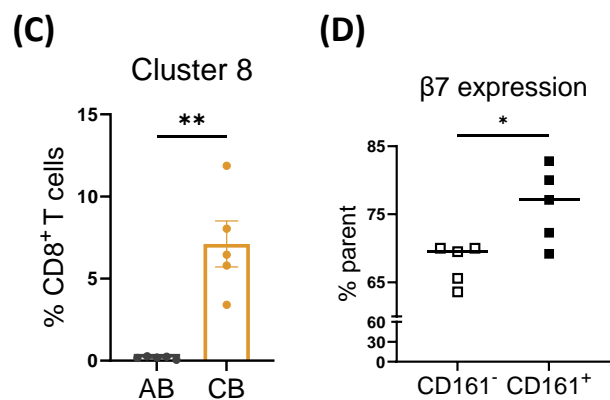 (C)
Cluster 8
**
% CD8⁺ T cells
15
10
5
0
AB CB
(D)
β7 expression
*
% parent
85
75
65
60
30
0
CD161⁻ CD161⁺